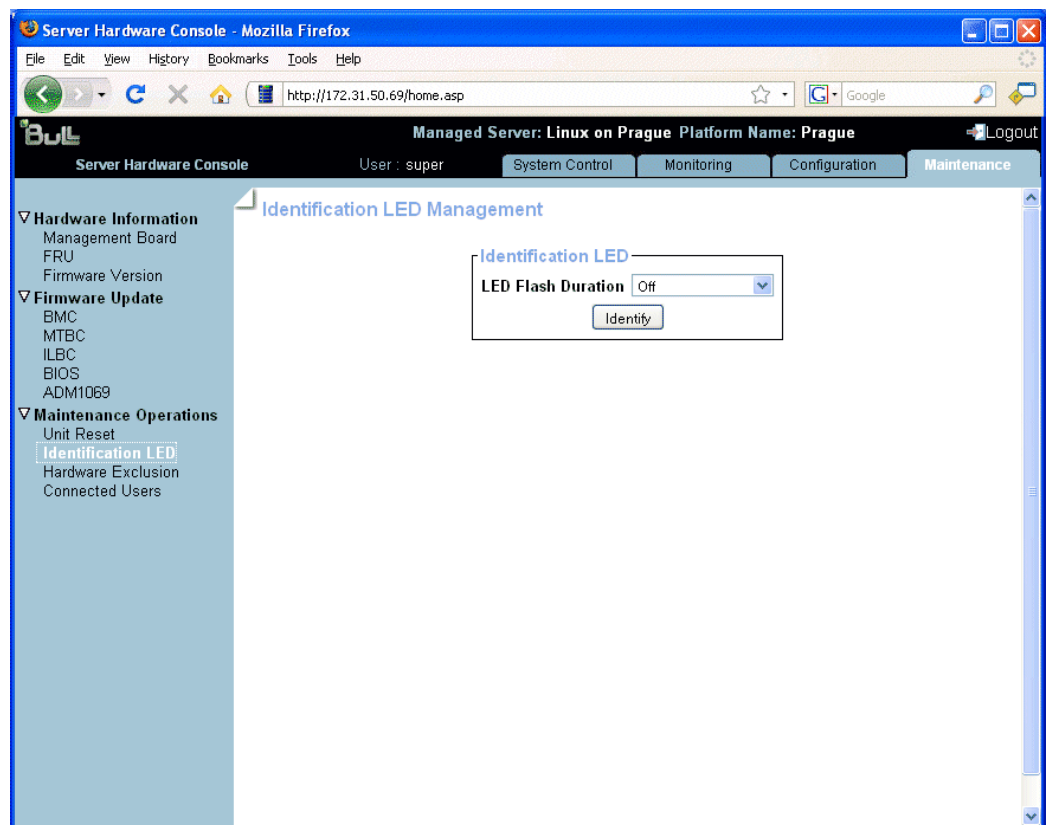 Server Hardware Console - Mozilla Firefox
File Edit View History Bookmarks Tools Help
http://172.31.50.69/home.asp
G Google
Bull
Managed Server: Linux on Prague Platform Name: Prague
Logout
Server Hardware Console
User : super
System Control
Monitoring
Configuration
Maintenance
Hardware Information
Management Board
FRU
Firmware Version
Firmware Update
BMC
MTBC
ILBC
BIOS
ADM1069
Maintenance Operations
Unit Reset
Identification LED
Hardware Exclusion
Connected Users
Identification LED Management
Identification LED
LED Flash Duration Off
Identify